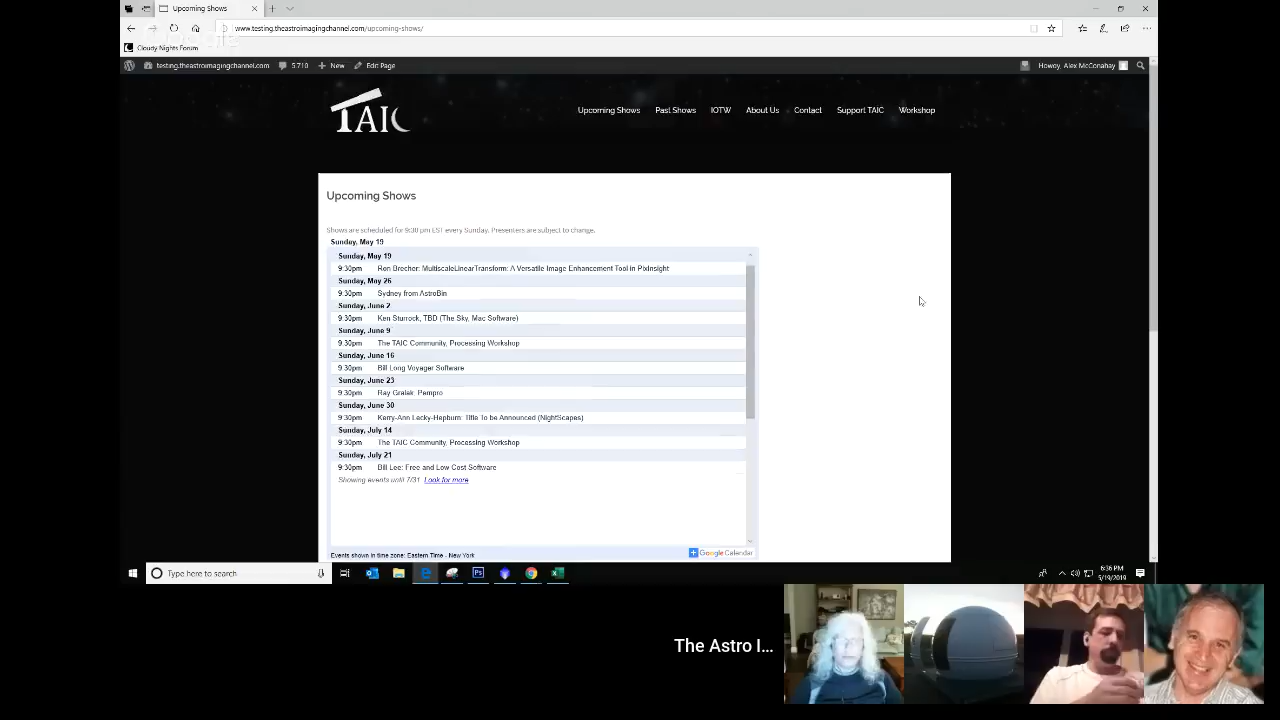 Upcoming Shows
www.testing.theastroimagingchannel.com/upcoming-shows/
Cloudy Nights Forum
testing.theastroimagingchannel.com 5,710 New Edit Page Howdy, Alex McConahay
TAIC
Upcoming Shows Past Shows IOTW About Us Contact Support TAIC Workshop
Upcoming Shows
Shows are scheduled for 9:30 pm EST every Sunday. Presenters are subject to change.
Sunday, May 19
Sunday, May 19
9:30pm Ron Brecher: MultiscaleLinearTransform: A Versatile Image Enhancement Tool in PixInsight
Sunday, May 26
9:30pm Sydney from AstroBin
Sunday, June 2
9:30pm Ken Sturrock, TBD (The Sky, Mac Software)
Sunday, June 9
9:30pm The TAIC Community, Processing Workshop
Sunday, June 16
9:30pm Bill Long Voyager Software
Sunday, June 23
9:30pm Ray Gralak: Pempro
Sunday, June 30
9:30pm Kerry-Ann Lecky-Hepburn: Title To be Announced (NightScapes)
Sunday, July 14
9:30pm The TAIC Community, Processing Workshop
Sunday, July 21
9:30pm Bill Lee: Free and Low Cost Software
Showing events until 7/31. Look for more
Events shown in time zone: Eastern Time - New York
Google Calendar
Type here to search
6:36 PM
5/19/2019
The Astro I...